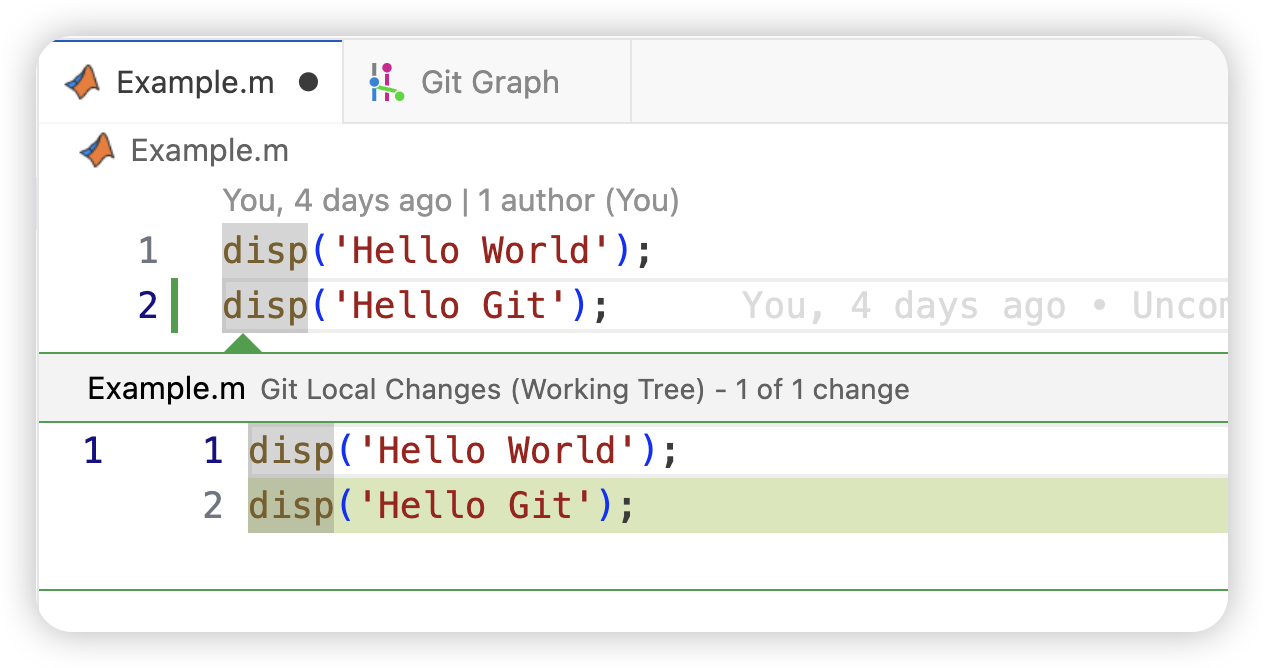 Example.m ● Git Graph
Example.m
You, 4 days ago | 1 author (You)
1 disp('Hello World');
2 disp('Hello Git'); You, 4 days ago • Uncom
Example.m Git Local Changes (Working Tree) - 1 of 1 change
1 1 disp('Hello World');
2 disp('Hello Git');